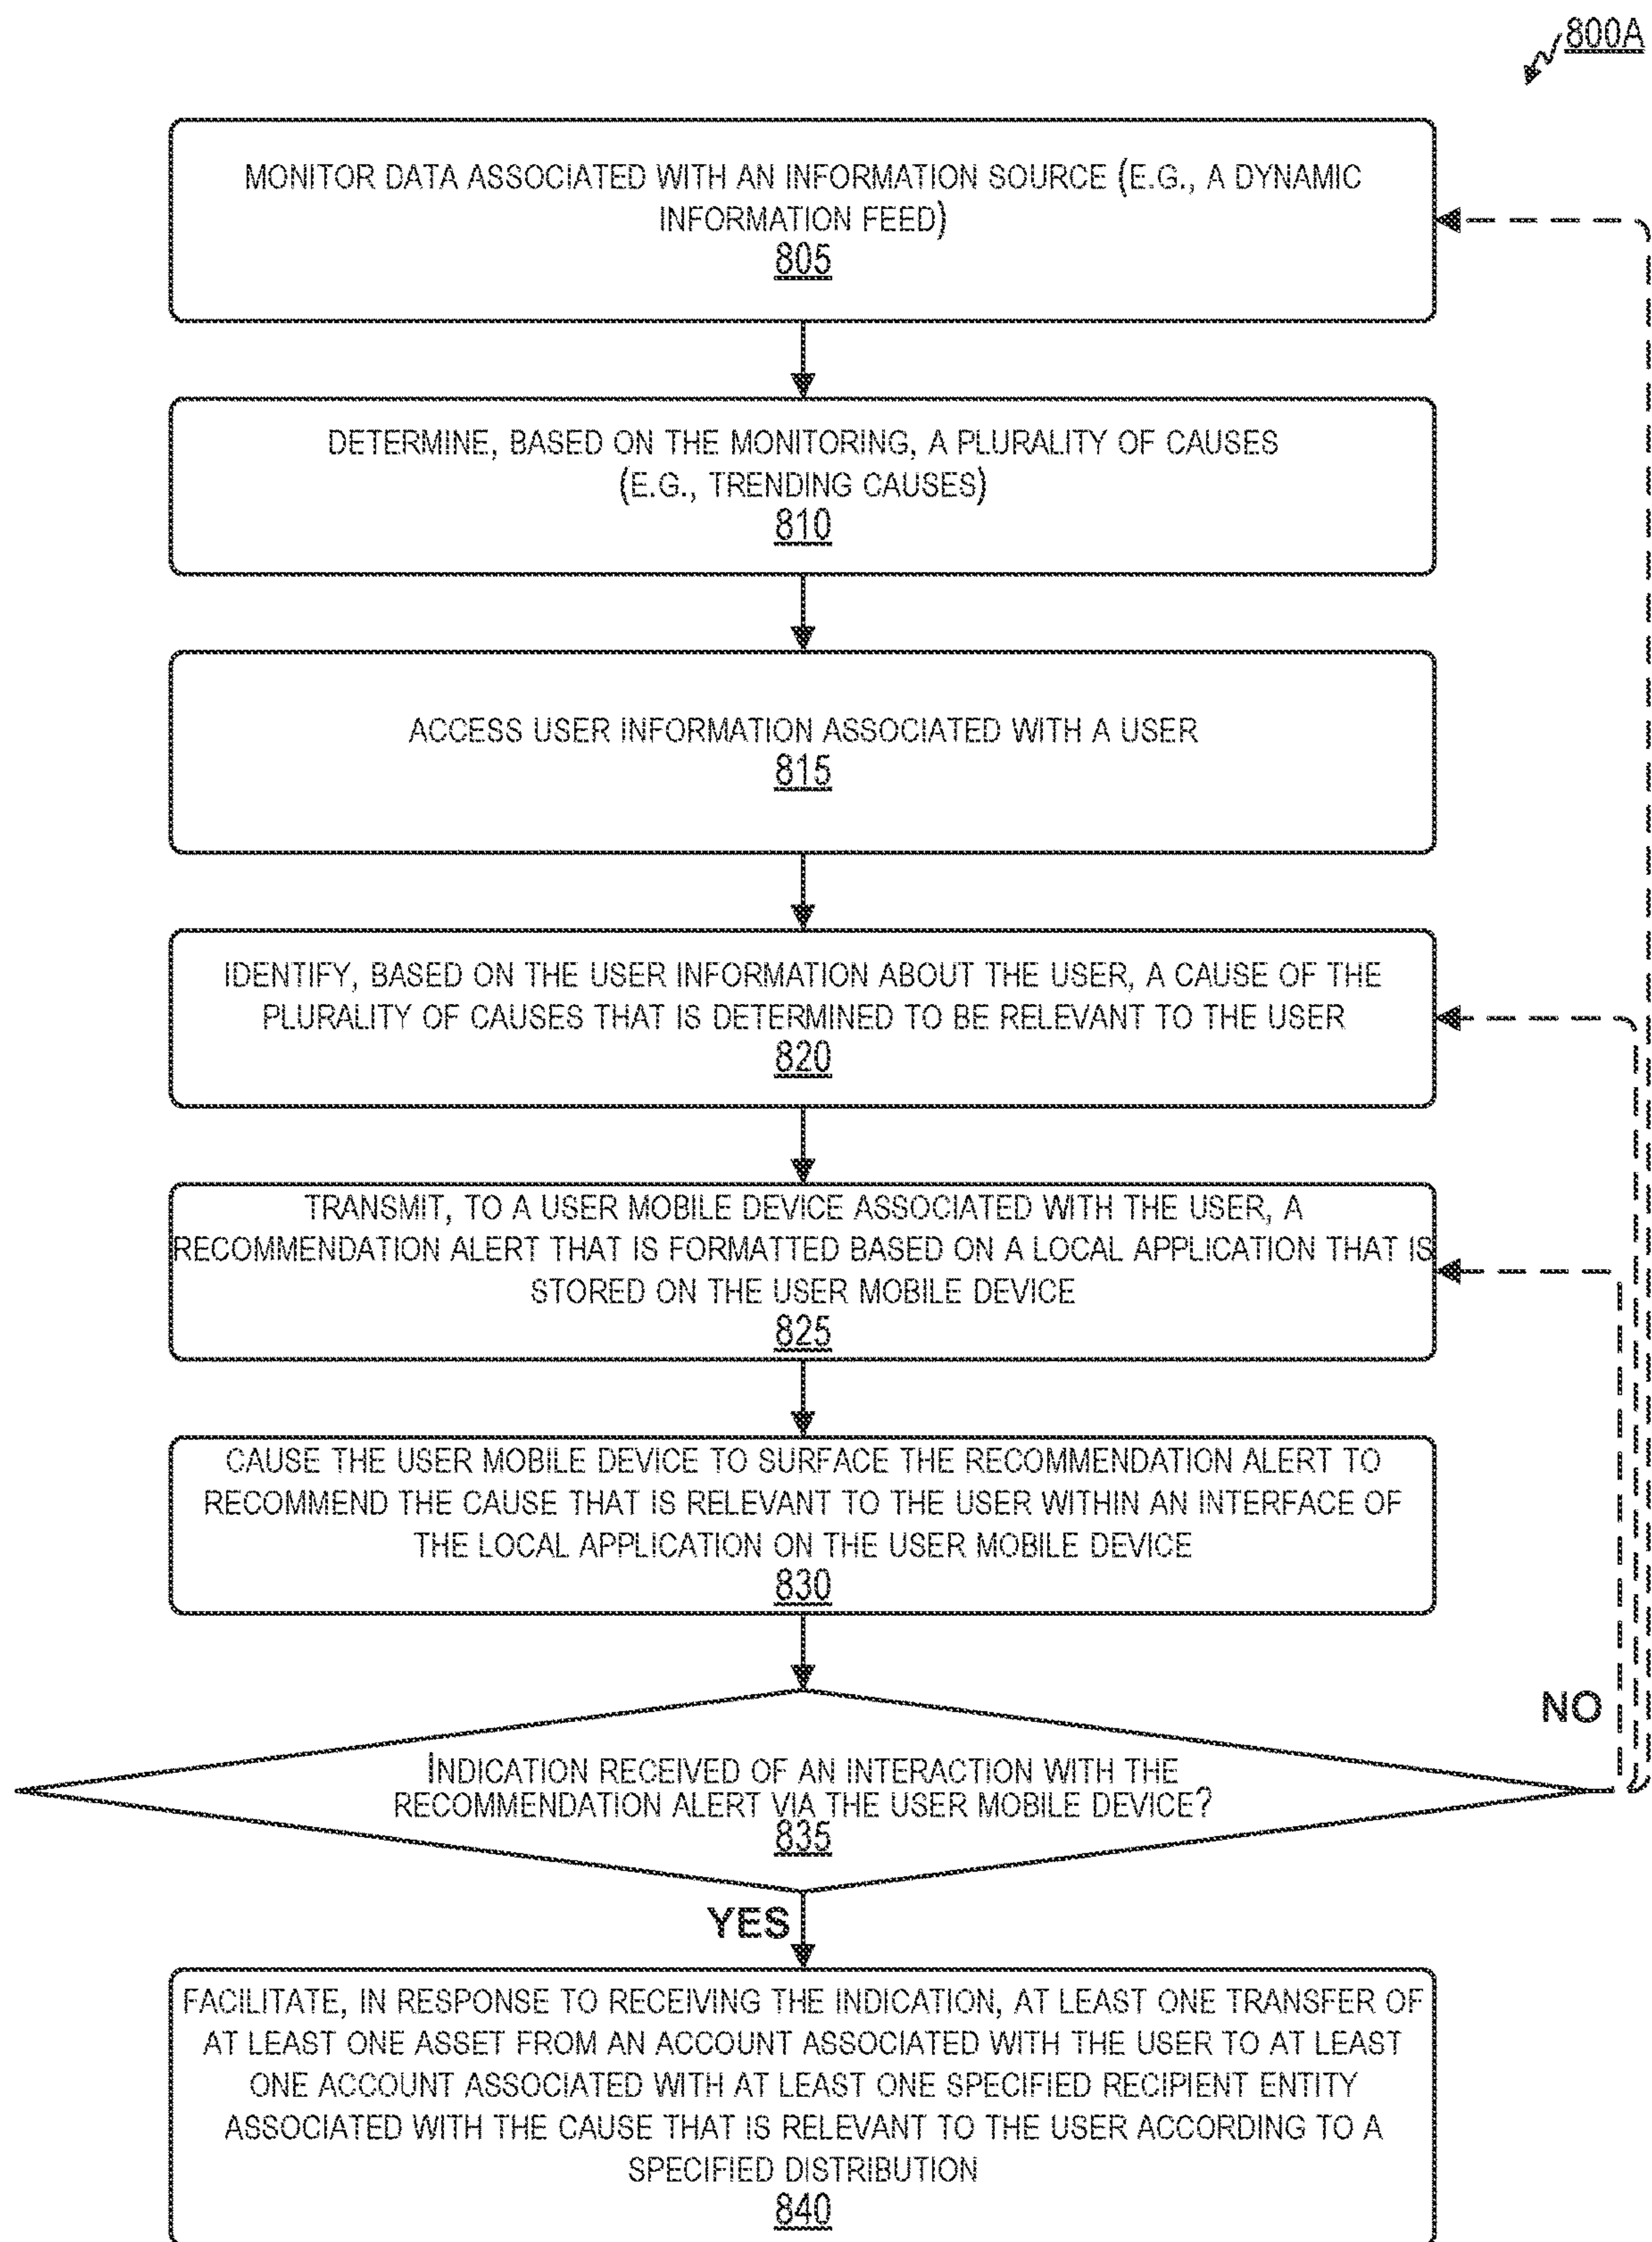 800A
MONITOR DATA ASSOCIATED WITH AN INFORMATION SOURCE (E.G., A DYNAMIC
INFORMATION FEED)
805
DETERMINE, BASED ON THE MONITORING, A PLURALITY OF CAUSES
(E.G., TRENDING CAUSES)
810
ACCESS USER INFORMATION ASSOCIATED WITH A USER
815
IDENTIFY, BASED ON THE USER INFORMATION ABOUT THE USER, A CAUSE OF THE
PLURALITY OF CAUSES THAT IS DETERMINED TO BE RELEVANT TO THE USER
820
TRANSMIT, TO A USER MOBILE DEVICE ASSOCIATED WITH THE USER, A
RECOMMENDATION ALERT THAT IS FORMATTED BASED ON A LOCAL APPLICATION THAT IS
STORED ON THE USER MOBILE DEVICE
825
CAUSE THE USER MOBILE DEVICE TO SURFACE THE RECOMMENDATION ALERT TO
RECOMMEND THE CAUSE THAT IS RELEVANT TO THE USER WITHIN AN INTERFACE OF
THE LOCAL APPLICATION ON THE USER MOBILE DEVICE
830
NO
INDICATION RECEIVED OF AN INTERACTION WITH THE
RECOMMENDATION ALERT VIA THE USER MOBILE DEVICE?
835
YES
FACILITATE, IN RESPONSE TO RECEIVING THE INDICATION, AT LEAST ONE TRANSFER OF
AT LEAST ONE ASSET FROM AN ACCOUNT ASSOCIATED WITH THE USER TO AT LEAST
ONE ACCOUNT ASSOCIATED WITH AT LEAST ONE SPECIFIED RECIPIENT ENTITY
ASSOCIATED WITH THE CAUSE THAT IS RELEVANT TO THE USER ACCORDING TO A
SPECIFIED DISTRIBUTION
840